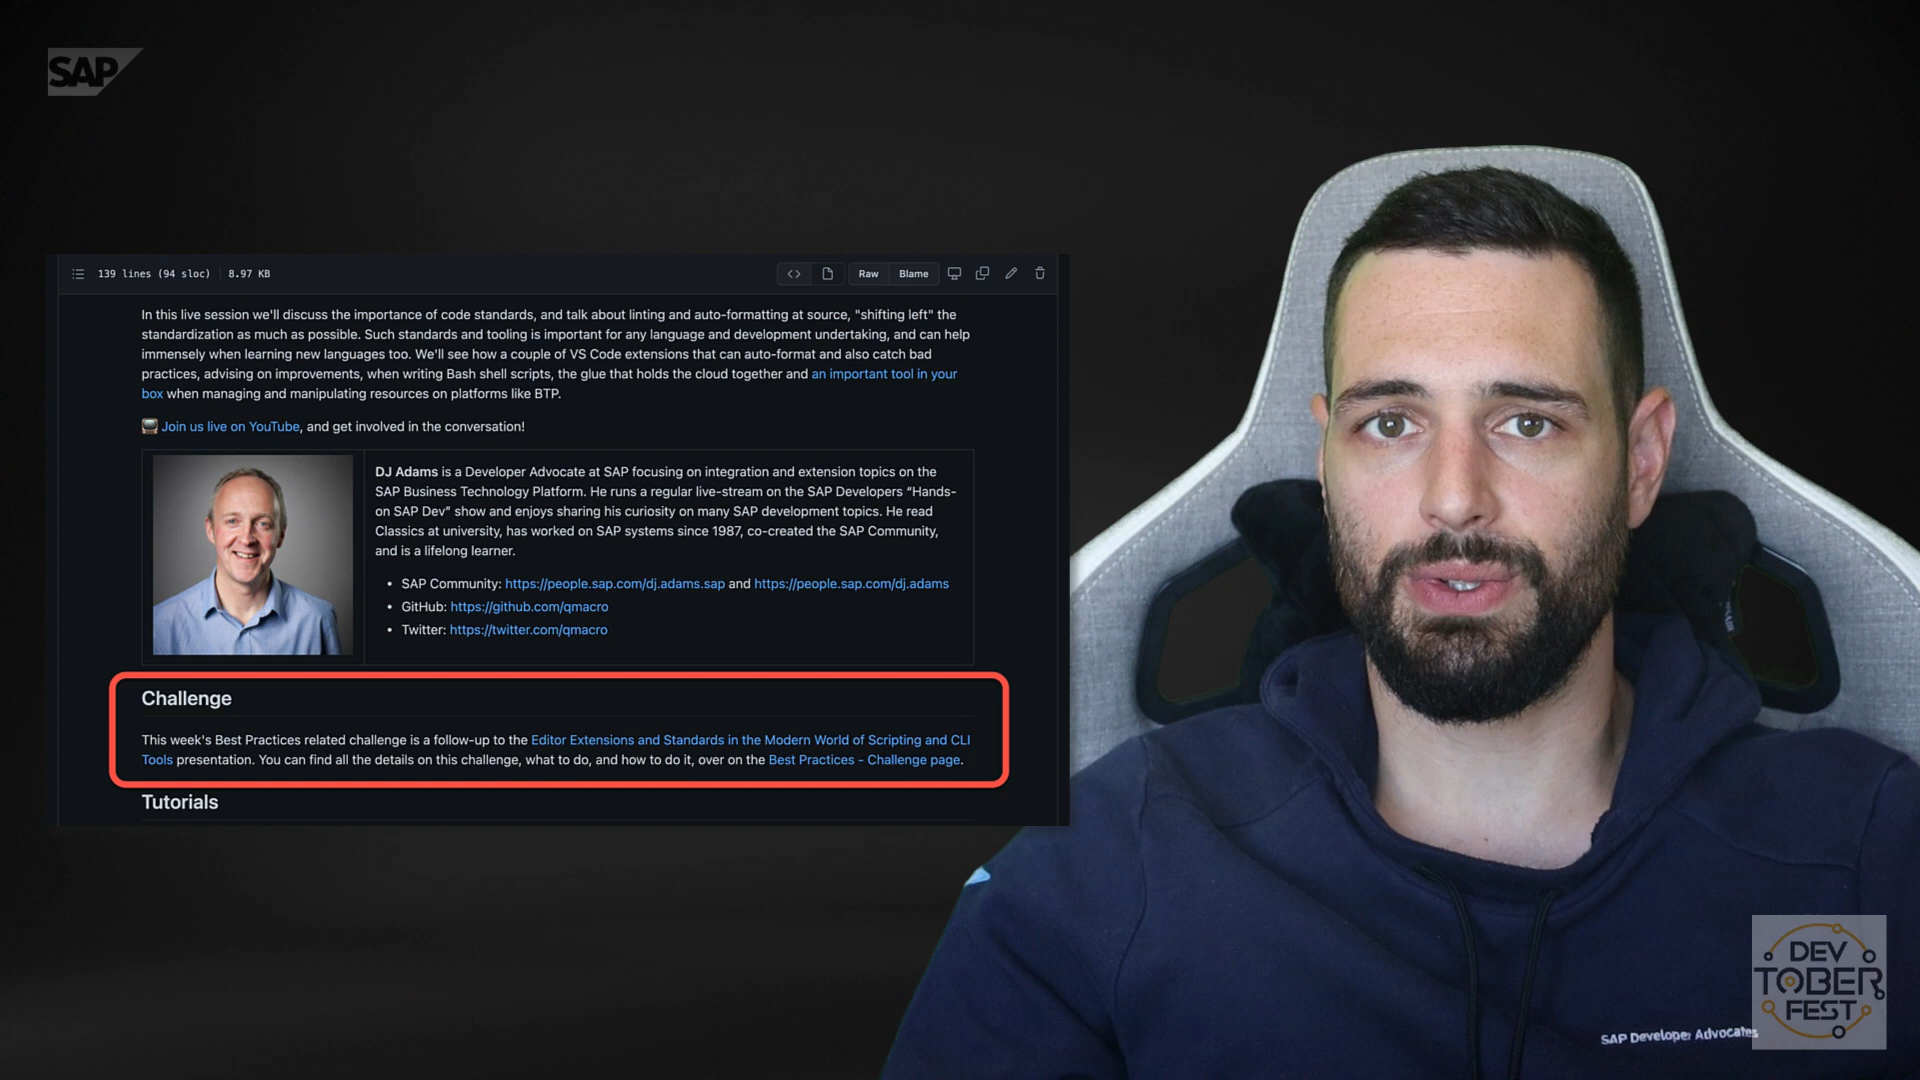 SAP
139 lines (94 sloc) 8.97 KB
Raw Blame
In this live session we'll discuss the importance of code standards, and talk about linting and auto-formatting at source, "shifting left" the
standardization as much as possible. Such standards and tooling is important for any language and development undertaking, and can help
immensely when learning new languages too. We'll see how a couple of VS Code extensions that can auto-format and also catch bad
practices, advising on improvements, when writing Bash shell scripts, the glue that holds the cloud together and an important tool in your
box when managing and manipulating resources on platforms like BTP.
Join us live on YouTube, and get involved in the conversation!
DJ Adams is a Developer Advocate at SAP focusing on integration and extension topics on the
SAP Business Technology Platform. He runs a regular live-stream on the SAP Developers “Hands-
on SAP Dev” show and enjoys sharing his curiosity on many SAP development topics. He read
Classics at university, has worked on SAP systems since 1987, co-created the SAP Community,
and is a lifelong learner.
• SAP Community: https://people.sap.com/dj.adams.sap and https://people.sap.com/dj.adams
• GitHub: https://github.com/qmacro
• Twitter: https://twitter.com/qmacro
Challenge
This week's Best Practices related challenge is a follow-up to the Editor Extensions and Standards in the Modern World of Scripting and CLI
Tools presentation. You can find all the details on this challenge, what to do, and how to do it, over on the Best Practices - Challenge page.
Tutorials
SAP Developer Advocates
DEV
TOBER
FEST